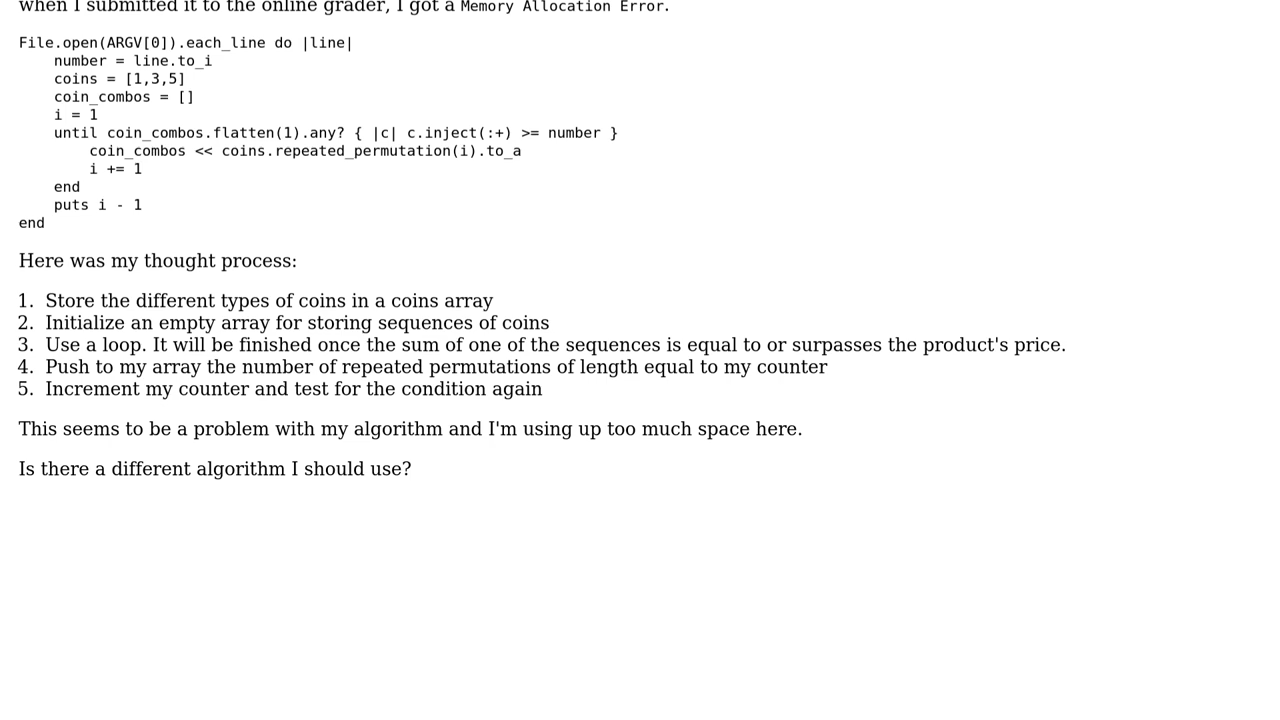 when I submitted it to the online grader, I got a Memory Allocation Error.
File.open(ARGV[0]).each_line do |line|
    number = line.to_i
    coins = [1,3,5]
    coin_combos = []
    i = 1
    until coin_combos.flatten(1).any? { |c| c.inject(:+) >= number }
        coin_combos << coins.repeated_permutation(i).to_a
        i += 1
    end
    puts i - 1
end
Here was my thought process:
1. Store the different types of coins in a coins array
2. Initialize an empty array for storing sequences of coins
3. Use a loop. It will be finished once the sum of one of the sequences is equal to or surpasses the product's price.
4. Push to my array the number of repeated permutations of length equal to my counter
5. Increment my counter and test for the condition again
This seems to be a problem with my algorithm and I'm using up too much space here.
Is there a different algorithm I should use?